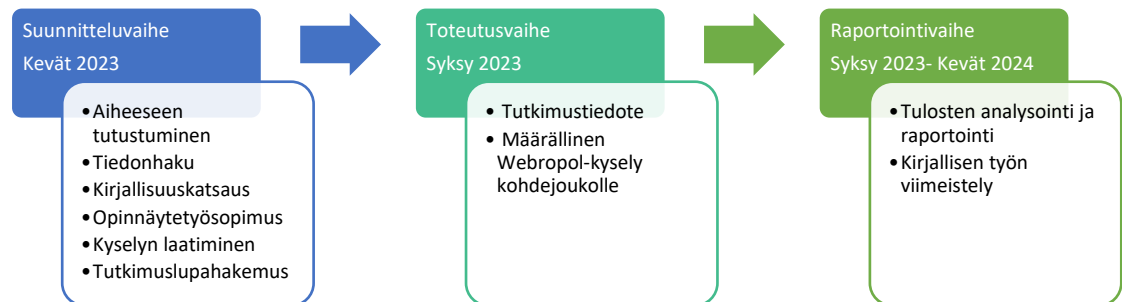 Suunnitteluvaihe
Kevät 2023
•Aiheeseen
tutustuminen
•Tiedonhaku
•Kirjallisuuskatsaus
•Opinnäytetyösopimus
•Kyselyn laatiminen
•Tutkimuslupahakemus
Toteutusvaihe
Syksy 2023
• Tutkimustiedote
• Määrällinen
Webropol-kysely
kohdejoukolle
Raportointivaihe
Syksy 2023- Kevät 2024
•Tulosten analysointi ja
raportointi
•Kirjallisen työn
viimeistely